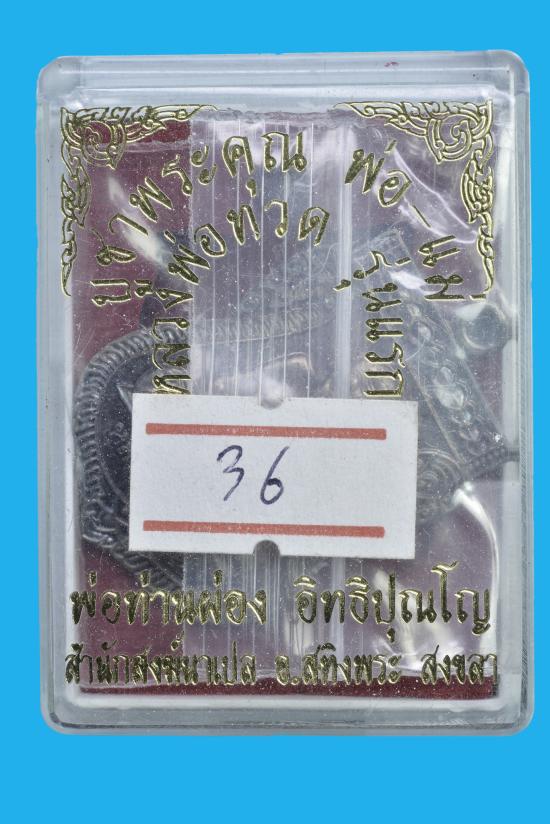 บูชาพระคุณ พ่อ-แม่
หลวงพ่อทวด รุ่นแรก
36
พ่อท่านผ่อง อิทธิปุณโญ
สำนักสงฆ์นาเปล อ.สทิงพระ สงขลา